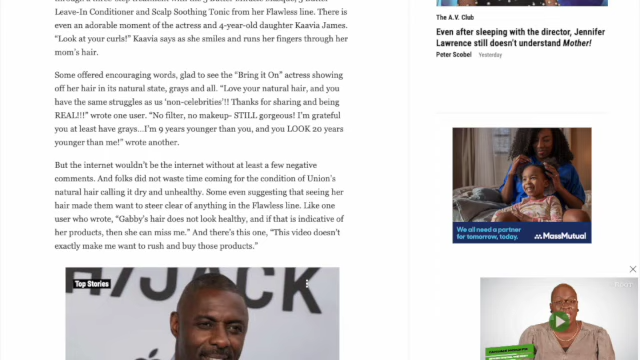 Leave-In Conditioner and Scalp Soothing Tonic from her Flawless line. There is
even an adorable moment of the actress and 4-year-old daughter Kaavia James.
“Look at your curls!” Kaavia says as she smiles and runs her fingers through her
mom’s hair.
Some offered encouraging words, glad to see the “Bring it On” actress showing
off her hair in its natural state, grays and all. “Love your natural hair, and you
have the same struggles as us ‘non-celebrities’!! Thanks for sharing and being
REAL!!!” wrote one user. “No filter, no makeup- STILL gorgeous! I’m grateful
you at least have grays...I’m 9 years younger than you, and you LOOK 20 years
younger than me!” wrote another.
But the internet wouldn’t be the internet without at least a few negative
comments. And folks did not waste time coming for the condition of Union’s
natural hair calling it dry and unhealthy. Some even suggesting that seeing her
hair made them want to steer clear of anything in the Flawless line. Like one
user who wrote, “Gabby’s hair does not look healthy, and if that is indicative of
her products, then she can miss me.” And there’s this one, “This video doesn’t
exactly make me want to rush and buy those products.”
Top Stories
H/JACK
The A.V. Club
Even after sleeping with the director, Jennifer
Lawrence still doesn’t understand Mother!
Peter Scobel Yesterday
We all need a partner
for tomorrow, today.
MassMutual